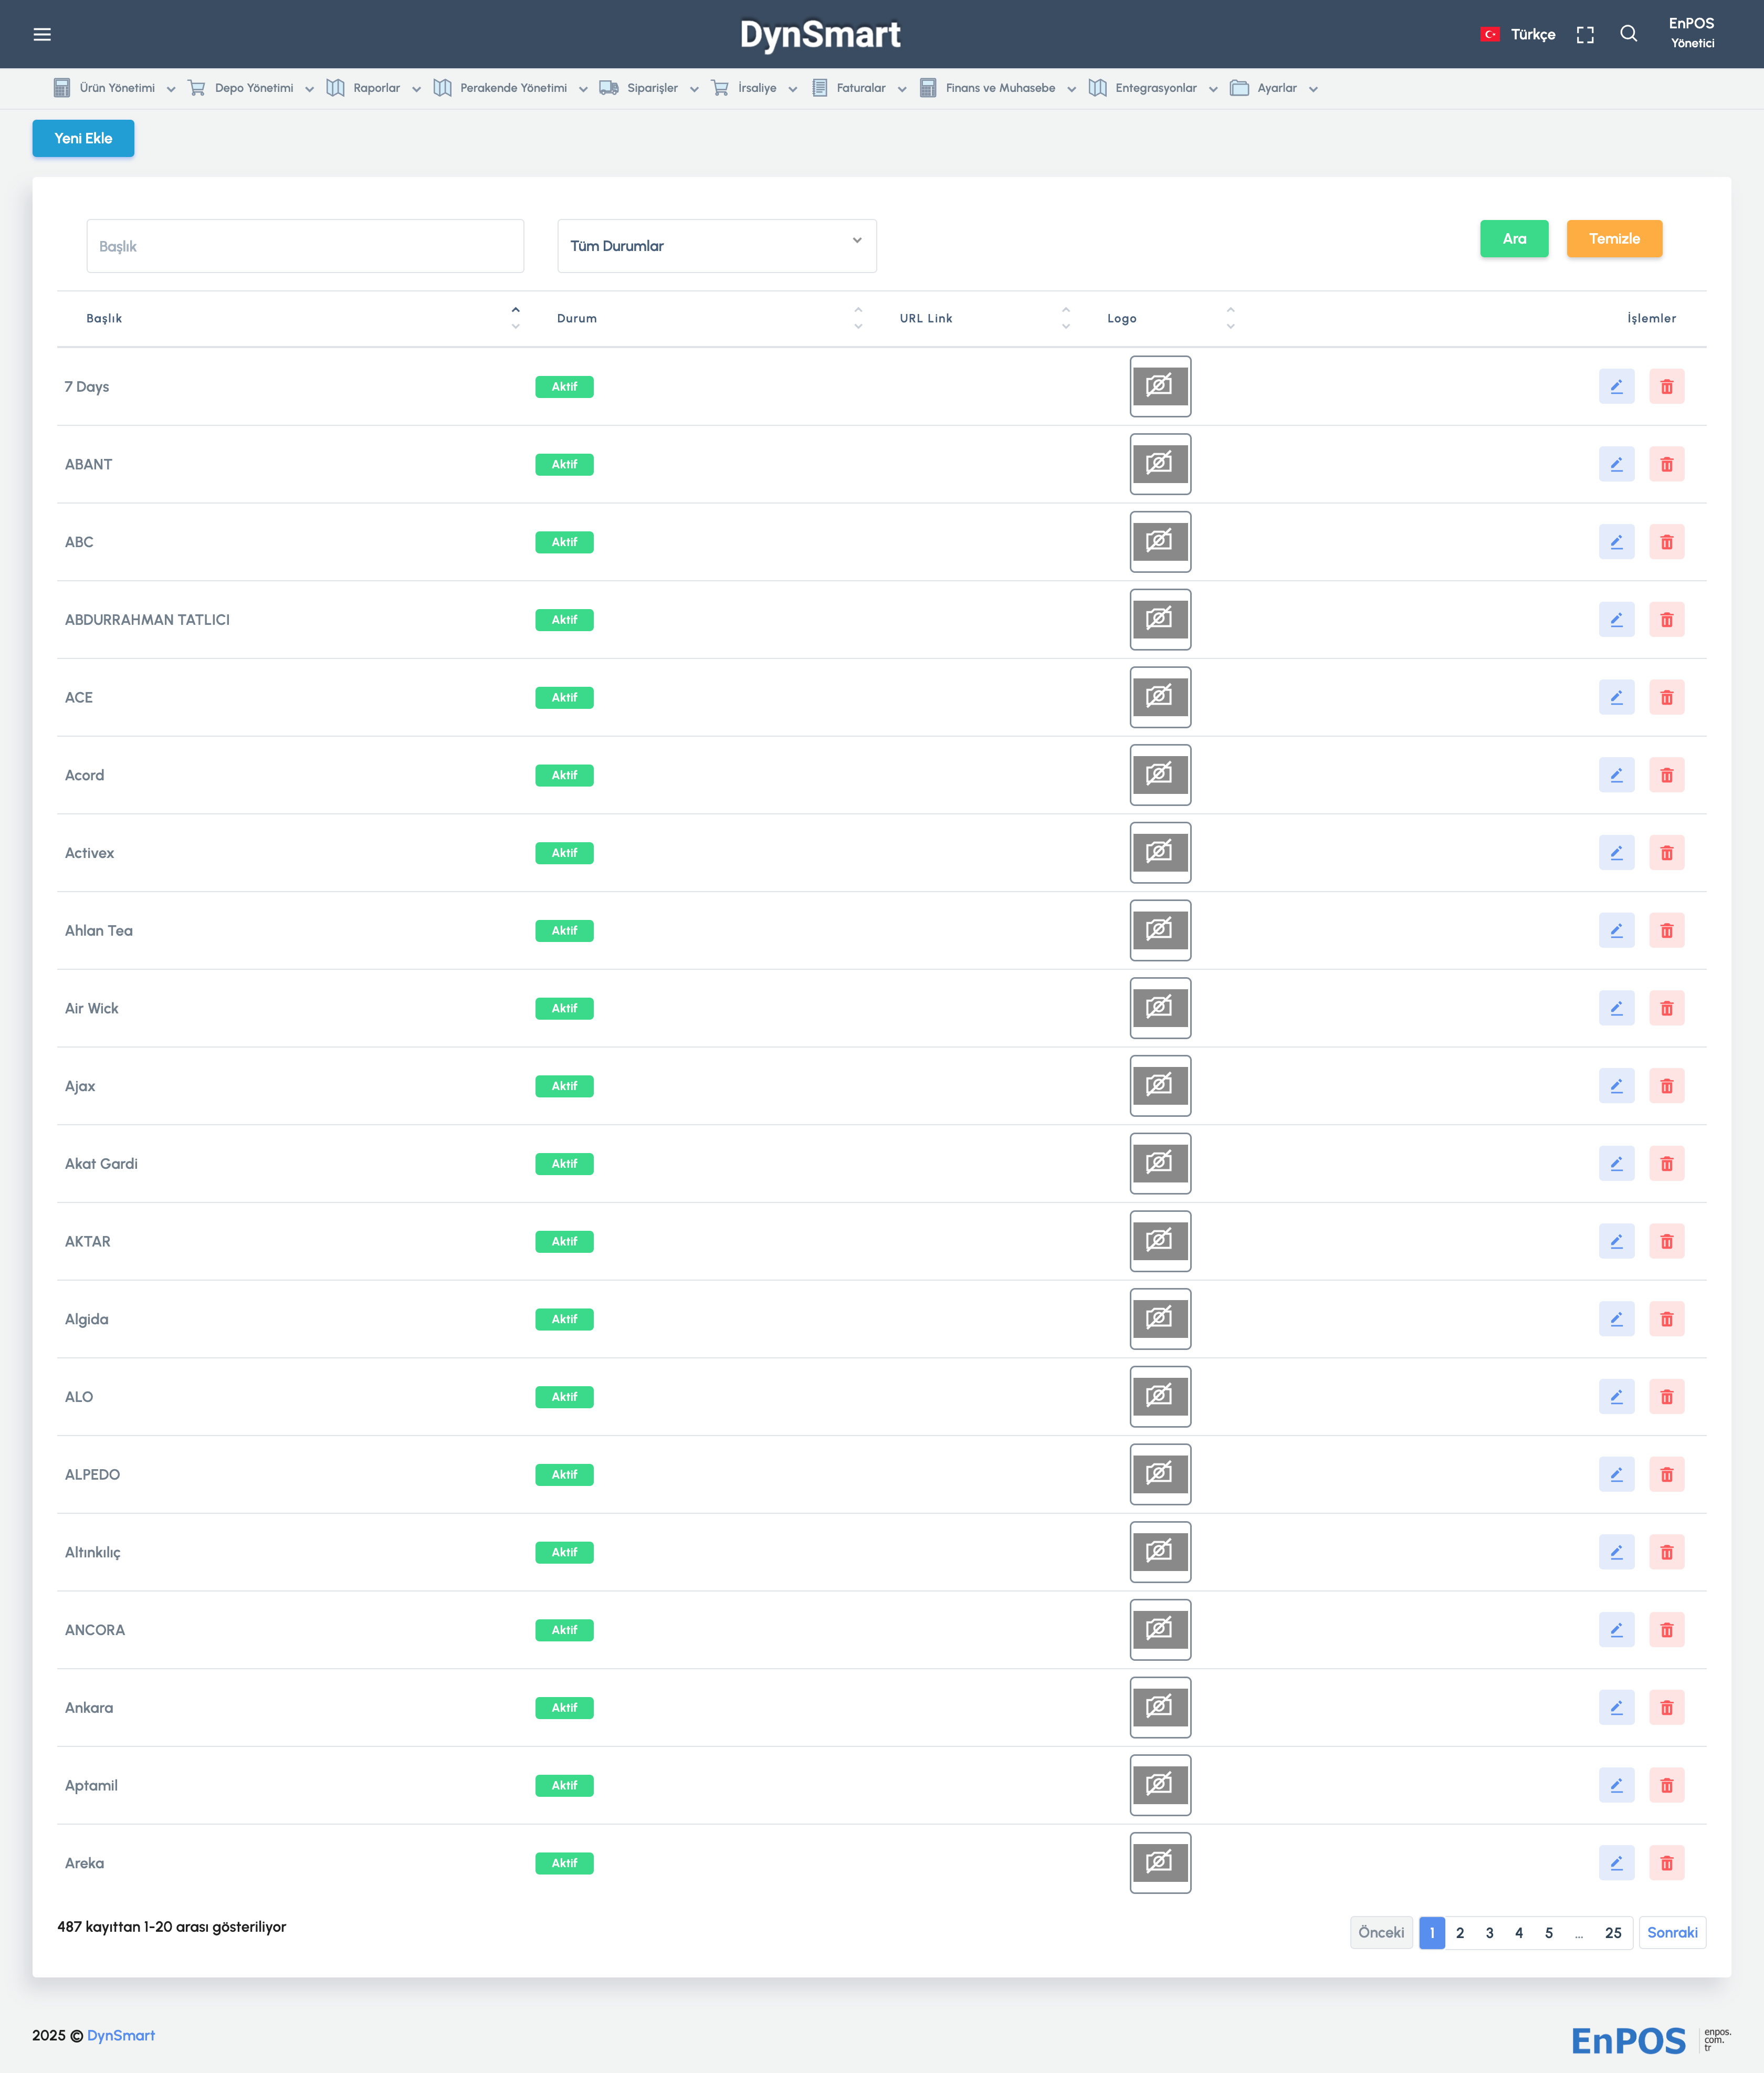 DynSmart
Türkçe
EnPOS
Yönetici
Ürün Yönetimi Depo Yönetimi Raporlar Perakende Yönetimi Siparişler İrsaliye Faturalar Finans ve Muhasebe Entegrasyonlar Ayarlar
Yeni Ekle
Başlık Tüm Durumlar Ara Temizle
Başlık Durum URL Link Logo İşlemler
7 Days Aktif
ABANT Aktif
ABC Aktif
ABDURRAHMAN TATLICI Aktif
ACE Aktif
Acord Aktif
Activex Aktif
Ahlan Tea Aktif
Air Wick Aktif
Ajax Aktif
Akat Gardi Aktif
AKTAR Aktif
Algida Aktif
ALO Aktif
ALPEDO Aktif
Altınkılıç Aktif
ANCORA Aktif
Ankara Aktif
Aptamil Aktif
Areka Aktif
487 kayıttan 1-20 arası gösteriliyor Önceki 1 2 3 4 5 ... 25 Sonraki
2025 © DynSmart
EnPOS
enpos.
com.
tr